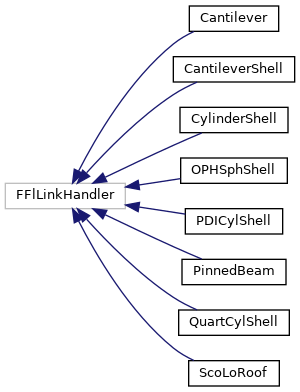 Cantilever
CantileverShell
CylinderShell
OPHSphShell
FFlLinkHandler
PDICylShell
PinnedBeam
QuartCylShell
ScoLoRoof